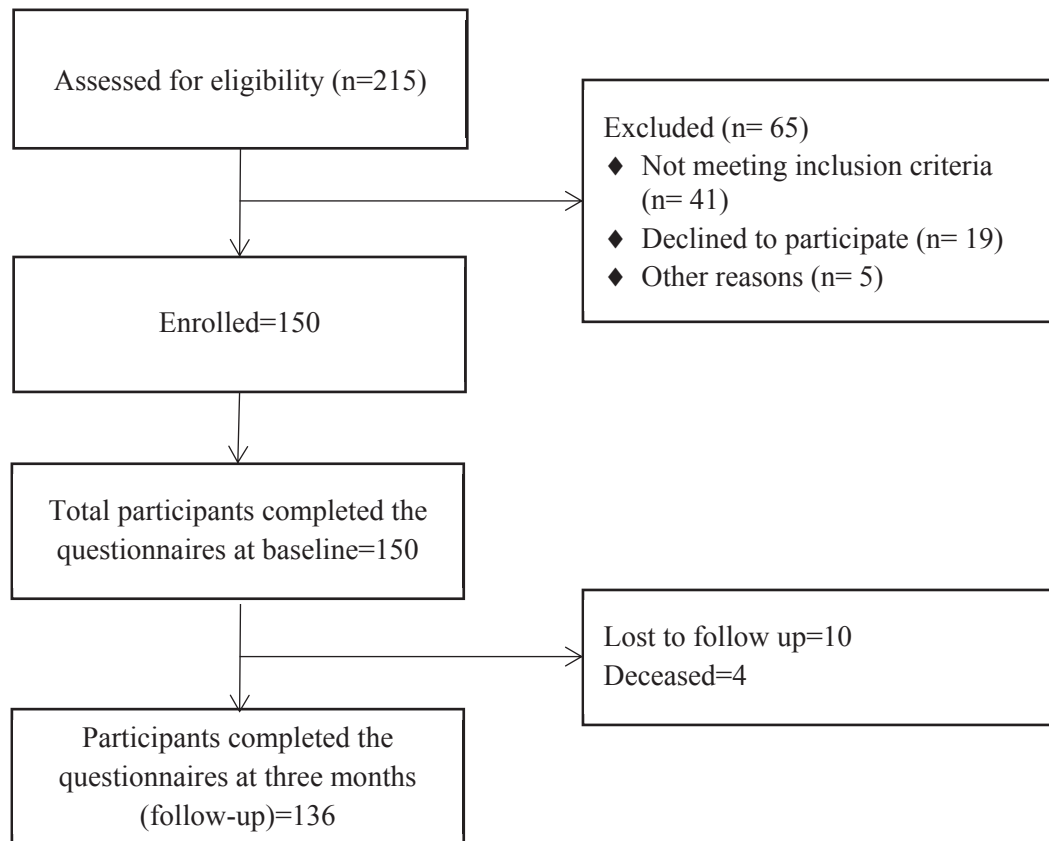 Assessed for eligibility (n=215)
Excluded (n= 65)
♦ Not meeting inclusion criteria
(n= 41)
♦ Declined to participate (n= 19)
♦ Other reasons (n= 5)
Enrolled=150
Total participants completed the
questionnaires at baseline=150
Lost to follow up=10
Deceased=4
Participants completed the
questionnaires at three months
(follow-up)=136